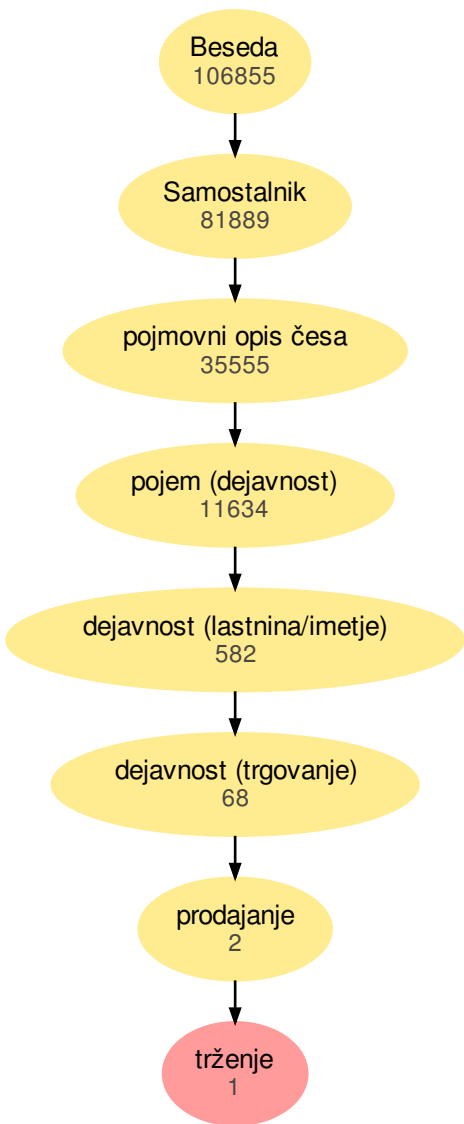 Beseda
106855
Samostalnik
81889
pojmovni opis česa
35555
pojem (dejavnost)
11634
dejavnost (lastnina/imetje)
582
dejavnost (trgovanje)
68
prodajanje
2
trženje
1